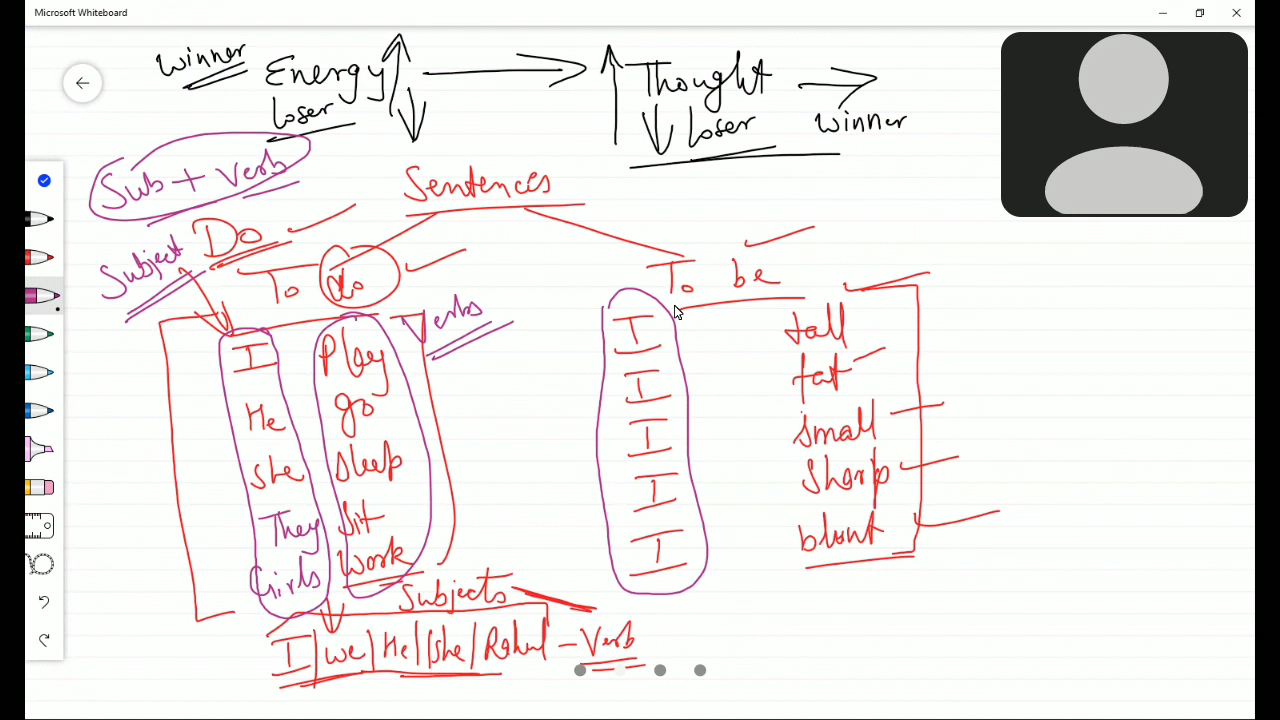 Microsoft Whiteboard
winner
Energy
loser
Thought
loser
winner
Sub + Verb
Sentences
Subject
Do
To do
To be
Verbs
I Play
He go
She sleep
They sit
Girls work
I tall
I fat
I small
I sharp
I blunt
Subjects
I | we | He | She | Rahul - Verb